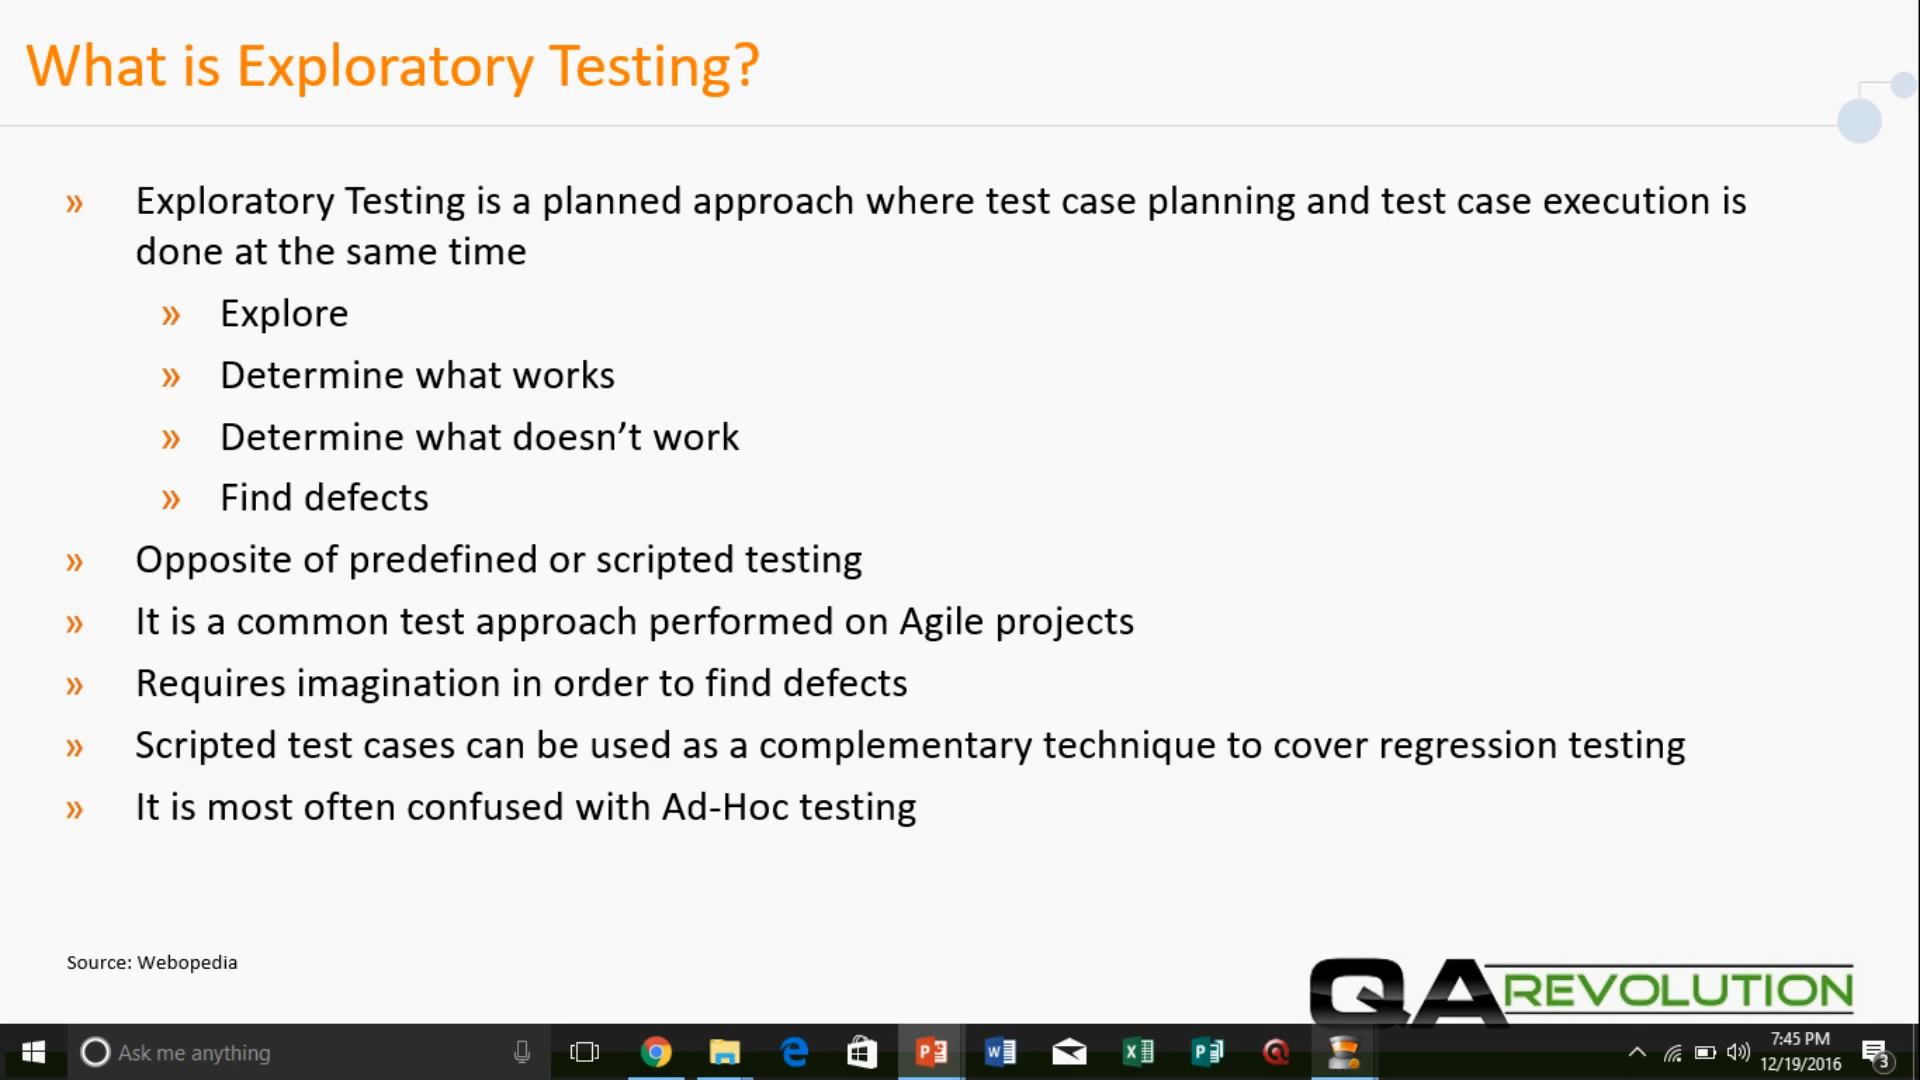 What is Exploratory Testing?
» Exploratory Testing is a planned approach where test case planning and test case execution is
done at the same time
» Explore
» Determine what works
» Determine what doesn’t work
» Find defects
» Opposite of predefined or scripted testing
» It is a common test approach performed on Agile projects
» Requires imagination in order to find defects
» Scripted test cases can be used as a complementary technique to cover regression testing
» It is most often confused with Ad-Hoc testing
Source: Webopedia
QA REVOLUTION
Ask me anything
7:45 PM
12/19/2016
3